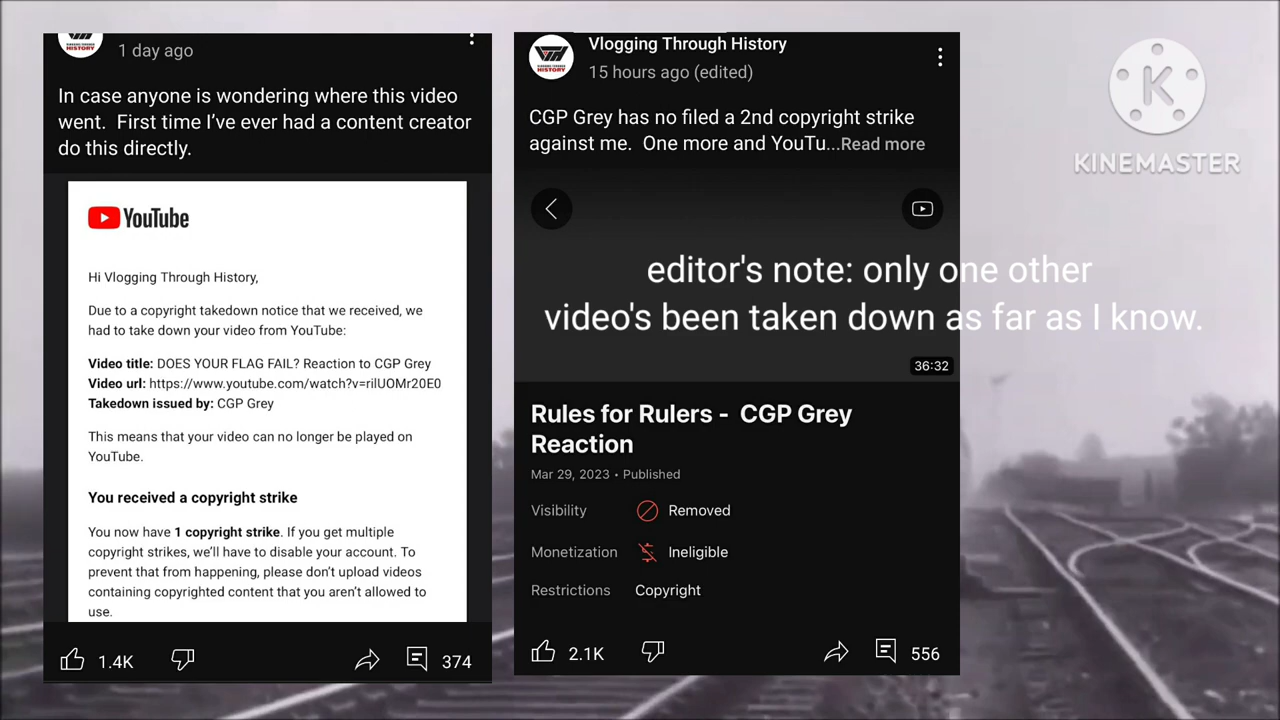 HISTORY
1 day ago
In case anyone is wondering where this video
went.  First time I've ever had a content creator
do this directly.
YouTube
Hi Vlogging Through History,
Due to a copyright takedown notice that we received, we
had to take down your video from YouTube:
Video title: DOES YOUR FLAG FAIL? Reaction to CGP Grey
Video url: https://www.youtube.com/watch?v=rilUOMr20E0
Takedown issued by: CGP Grey
This means that your video can no longer be played on
YouTube.
You received a copyright strike
You now have 1 copyright strike. If you get multiple
copyright strikes, we'll have to disable your account. To
prevent that from happening, please don't upload videos
containing copyrighted content that you aren't allowed to
use.
1.4K
374
VTH
HISTORY
Vlogging Through History
15 hours ago (edited)
CGP Grey has no filed a 2nd copyright strike
against me.  One more and YouTu...Read more
editor's note: only one other
video's been taken down as far as I know.
36:32
Rules for Rulers -  CGP Grey
Reaction
Mar 29, 2023 • Published
Visibility Removed
Monetization Ineligible
Restrictions Copyright
2.1K
556
K
KINEMASTER